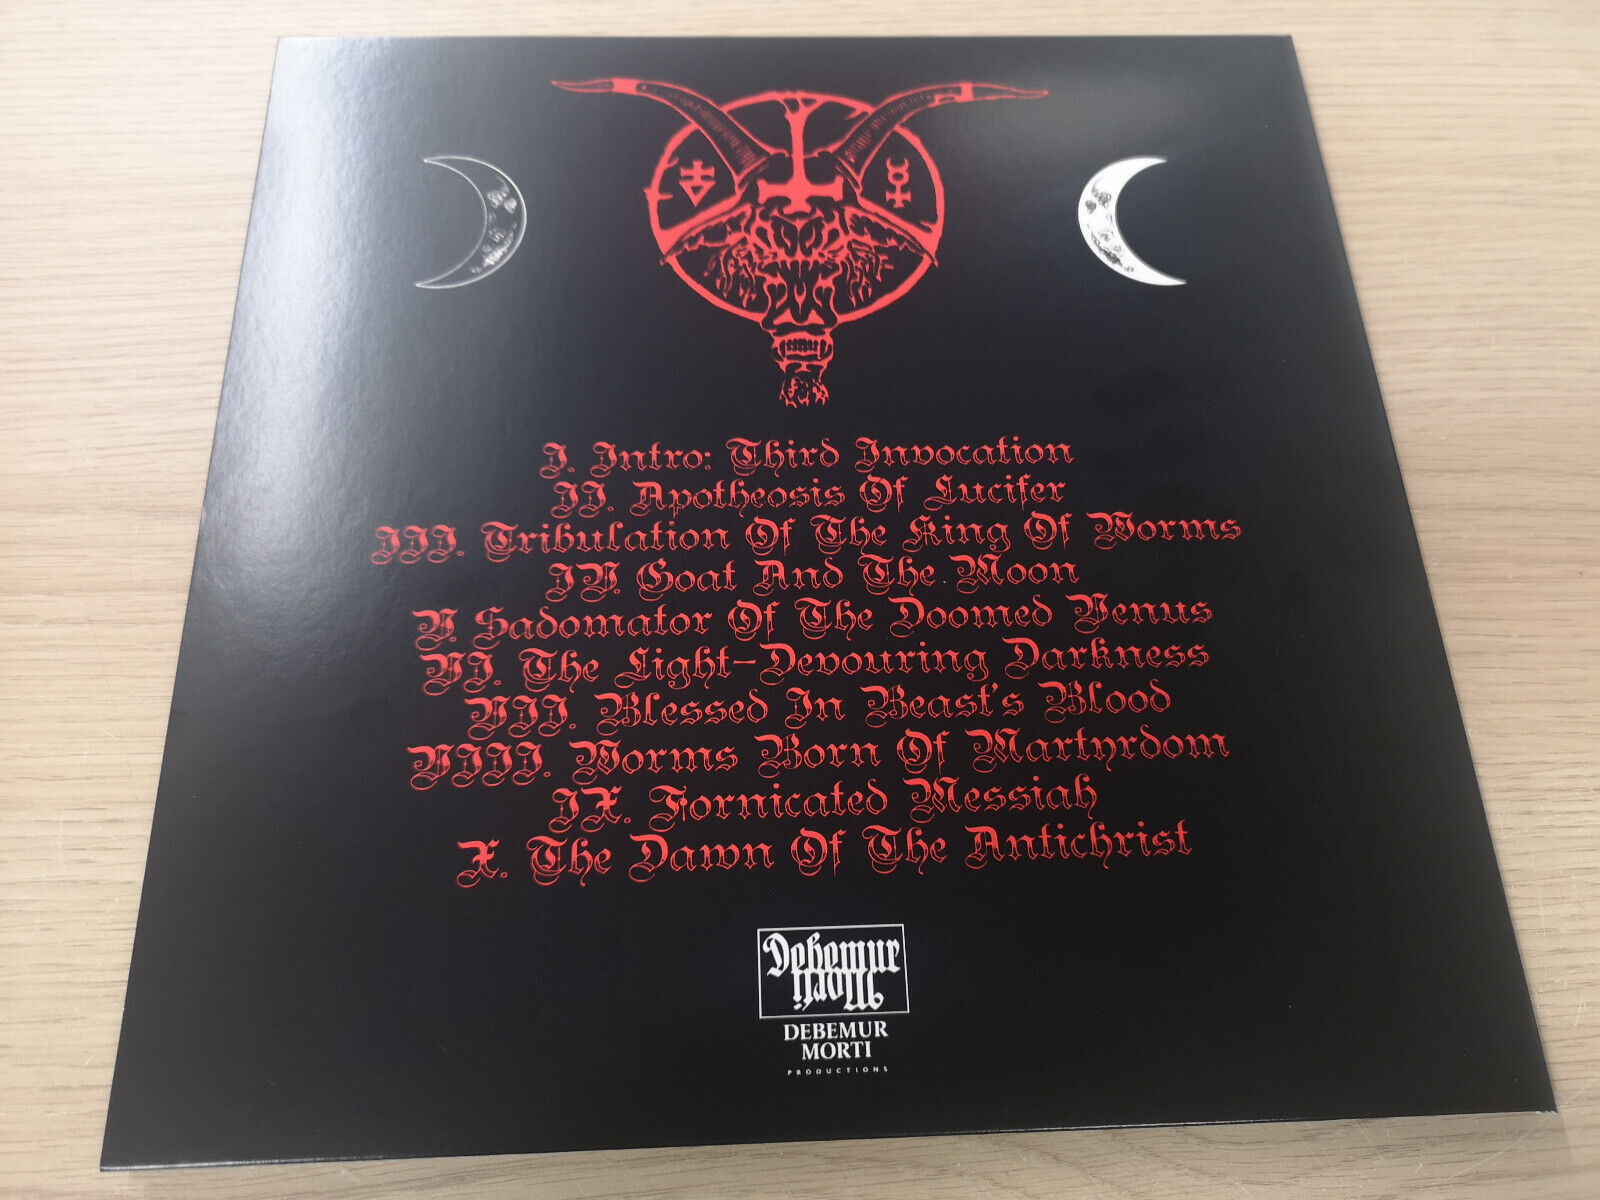 I. Intro: Third Invocation
II. Apotheosis Of Lucifer
III. Tribulation Of The King Of Worms
IV. Goat And The Moon
V. Sadomator Of The Doomed Venus
VI. The Light-Devouring Darkness
VII. Blessed In Beast's Blood
VIIII. Worms Born Of Martyrdom
IX. Fornicated Messiah
X. The Dawn Of The Antichrist
Debemur
Morti
DEBEMUR
MORTI
PRODUCTIONS